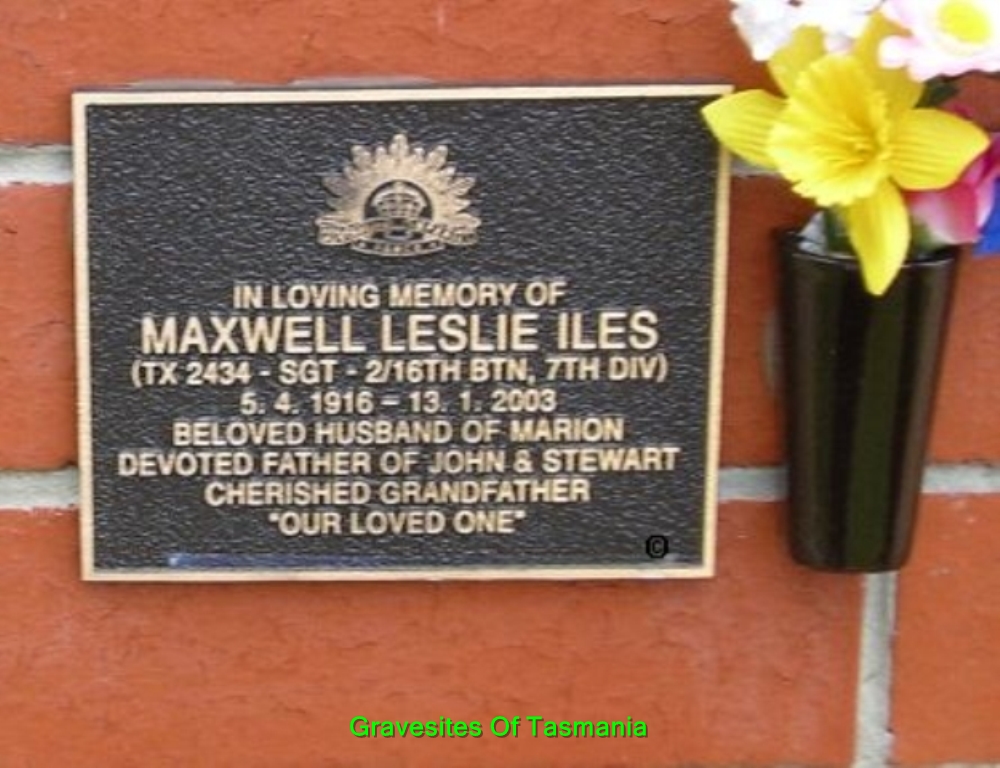 IN LOVING MEMORY OF
MAXWELL LESLIE ILES
(TX 2434 - SGT - 2/16TH BTN, 7TH DIV)
5. 4. 1916 – 13. 1. 2003
BELOVED HUSBAND OF MARION
DEVOTED FATHER OF JOHN & STEWART
CHERISHED GRANDFATHER
"OUR LOVED ONE"
©
Gravesites Of Tasmania